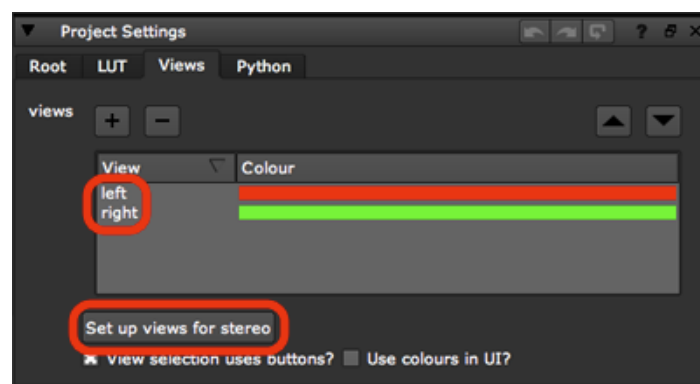 Project Settings ?
Root LUT Views Python
views
View Colour
left
right
Set up views for stereo
View selection uses buttons? Use colours in UI?